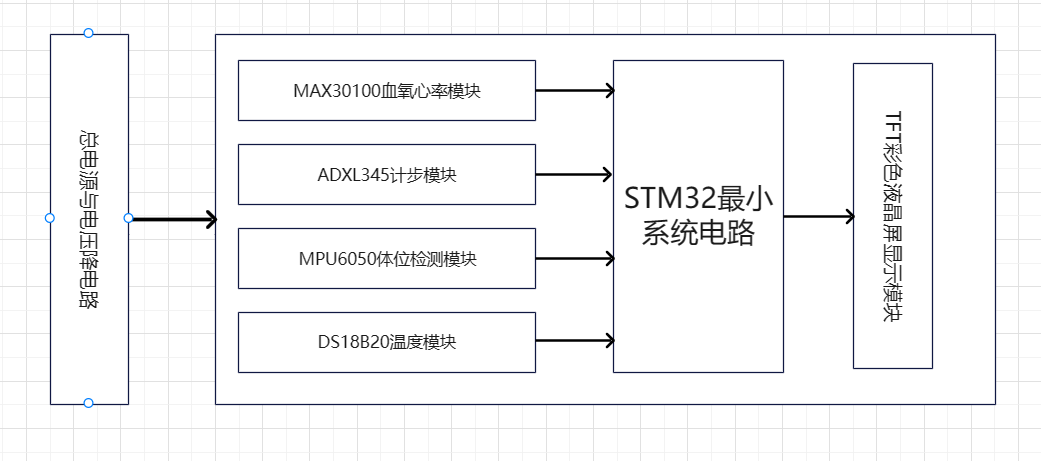 总电源与电压降电路
MAX30100血氧心率模块
ADXL345计步模块
MPU6050体位检测模块
DS18B20温度模块
STM32最小
系统电路
TFT彩色液晶屏显示模块